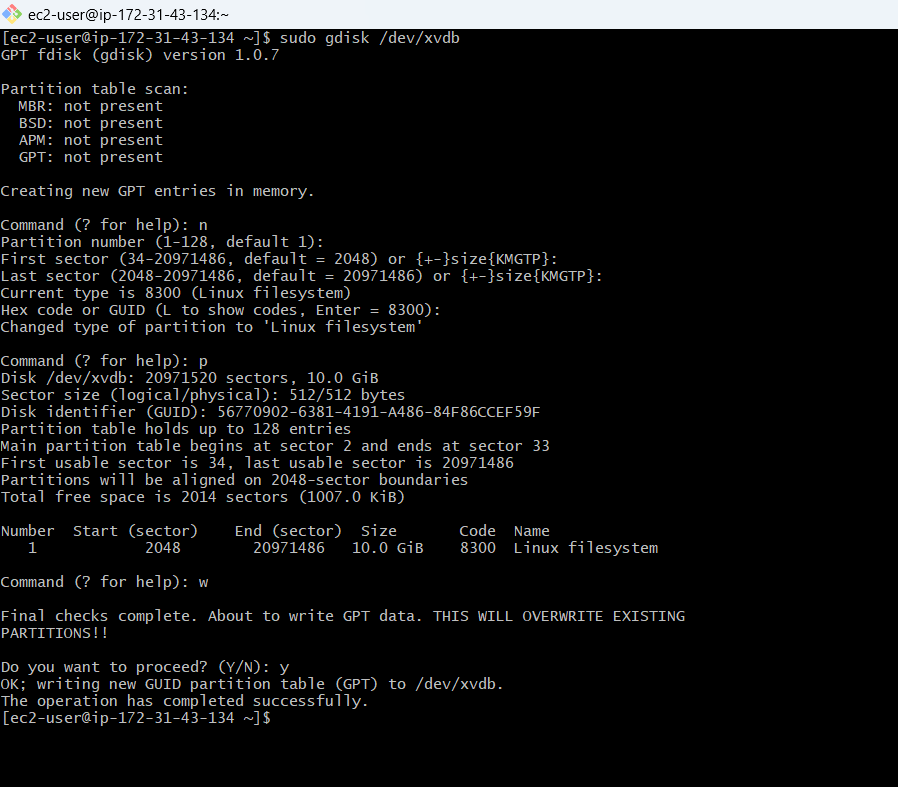 ec2-user@ip-172-31-43-134:~
[ec2-user@ip-172-31-43-134 ~]$ sudo gdisk /dev/xvdb
GPT fdisk (gdisk) version 1.0.7
Partition table scan:
  MBR: not present
  BSD: not present
  APM: not present
  GPT: not present
Creating new GPT entries in memory.
Command (? for help): n
Partition number (1-128, default 1):
First sector (34-20971486, default = 2048) or {+-}size{KMGTP}:
Last sector (2048-20971486, default = 20971486) or {+-}size{KMGTP}:
Current type is 8300 (Linux filesystem)
Hex code or GUID (L to show codes, Enter = 8300):
Changed type of partition to 'Linux filesystem'
Command (? for help): p
Disk /dev/xvdb: 20971520 sectors, 10.0 GiB
Sector size (logical/physical): 512/512 bytes
Disk identifier (GUID): 56770902-6381-4191-A486-84F86CCEF59F
Partition table holds up to 128 entries
Main partition table begins at sector 2 and ends at sector 33
First usable sector is 34, last usable sector is 20971486
Partitions will be aligned on 2048-sector boundaries
Total free space is 2014 sectors (1007.0 KiB)
Number  Start (sector)    End (sector)  Size       Code  Name
   1            2048        20971486   10.0 GiB    8300  Linux filesystem
Command (? for help): w
Final checks complete. About to write GPT data. THIS WILL OVERWRITE EXISTING
PARTITIONS!!
Do you want to proceed? (Y/N): y
OK; writing new GUID partition table (GPT) to /dev/xvdb.
The operation has completed successfully.
[ec2-user@ip-172-31-43-134 ~]$